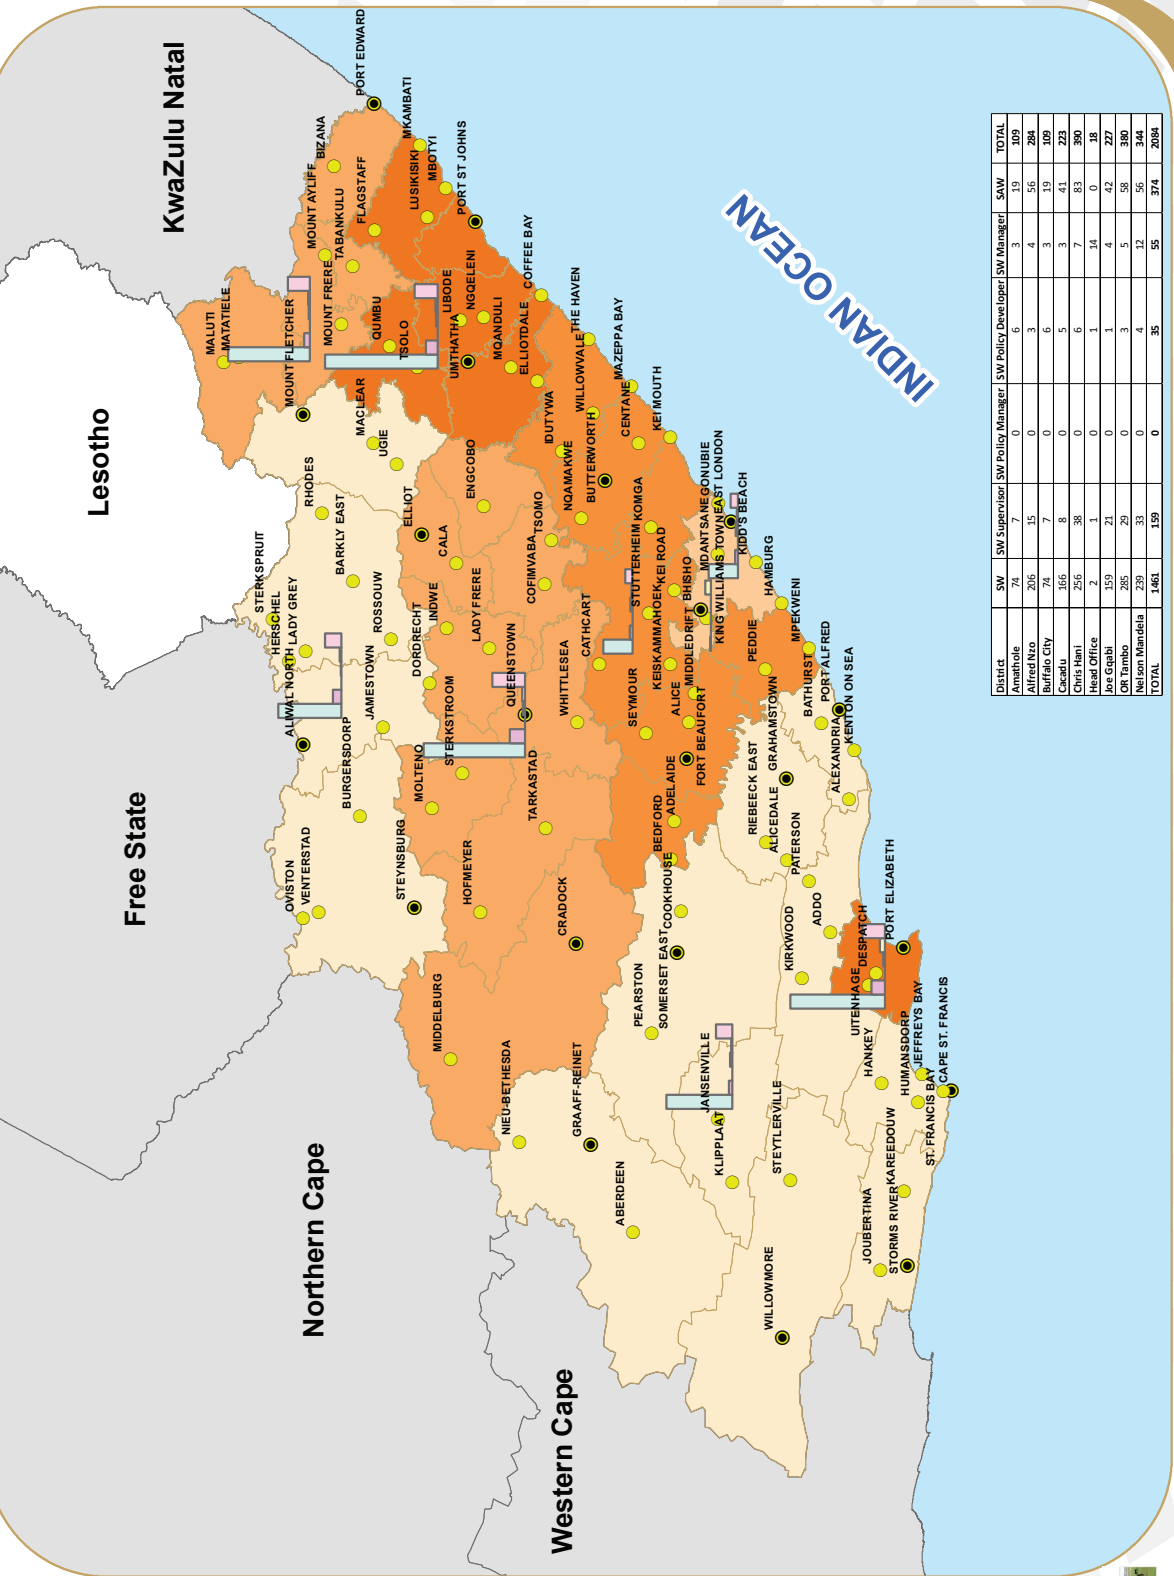 Lesotho
Free State
KwaZulu Natal
Northern Cape
Western Cape
INDIAN OCEAN
MALUTI
MATATIELE
MOUNT FLETCHER
MOUNT FRERE
MOUNT AYLIFF
TABANKULU
BIZANA
PORT EDWARD
FLAGSTAFF
MKAMBATI
LUSIKISIKI
MBOTYI
PORT ST JOHNS
QUMBU
TSOLO
LIBODE
NGQELENI
UMTHATHA
MQANDULI
COFFEE BAY
ELLIOTDALE
THE HAVEN
WILLOWVALE
IDUTYWA
MAZEPPA BAY
CENTANE
BUTTERWORTH
NQAMAKWE
KEI MOUTH
KOMGA
MACLEAR
UGIE
RHODES
ELLIOT
ENGCOBO
CALA
TSOMO
COFIMVABA
BARKLY EAST
STERKSPRUIT
HERSCHEL
LADY GREY
ROSSOUW
ALIWAL NORTH
JAMESTOWN
DORDRECHT
INDWE
LADY FRERE
QUEENSTOWN
WHITTLESEA
CATHCART
STUTTERHEIM
BURGERSDORP
MOLTENO
STERKSTROOM
TARKASTAD
OVISTON
VENTERSTAD
STEYNSBURG
HOFMEYER
CRADOCK
MIDDELBURG
NIEU-BETHESDA
GRAAFF-REINET
ABERDEEN
PEARSTON
SOMERSET EAST
COOKHOUSE
BEDFORD
ADELAIDE
FORT BEAUFORT
SEYMOUR
ALICE
MIDDLEDRIFT
KEISKAMMAHOEK
KEI ROAD
BHISHO
KING WILLIAMS TOWN
MDANTSANE
GONUBIE
EAST LONDON
KIDD'S BEACH
HAMBURG
MPEKWENI
PEDDIE
GRAHAMSTOWN
RIEBEECK EAST
ALICEDALE
PATERSON
BATHURST
PORT ALFRED
KENTON ON SEA
ALEXANDRIA
ADDO
KIRKWOOD
DESPATCH
UITENHAGE
PORT ELIZABETH
JANSENVILLE
KLIPPLAAT
STEYTLERVILLE
WILLOWMORE
HANKEY
HUMANSDORP
JEFFREYS BAY
CAPE ST. FRANCIS
ST. FRANCIS BAY
KAREEDOUW
JOUBERTINA
STORMS RIVER
District SW SW Supervisor SW Policy Manager SW Policy Developer SW Manager SAW TOTAL
Amathole 74 7 0 6 3 19 109
Alfred Nzo 206 15 0 3 4 56 284
Buffalo City 74 7 0 6 3 19 109
Cacadu 166 8 0 5 3 41 223
Chris Hani 256 38 0 6 7 83 390
Head Office 2 1 0 1 14 0 18
Joe Gqabi 159 21 0 1 4 42 227
OR Tambo 285 29 0 3 5 58 380
Nelson Mandela 239 33 0 4 12 56 344
TOTAL 1461 159 0 35 55 374 2084